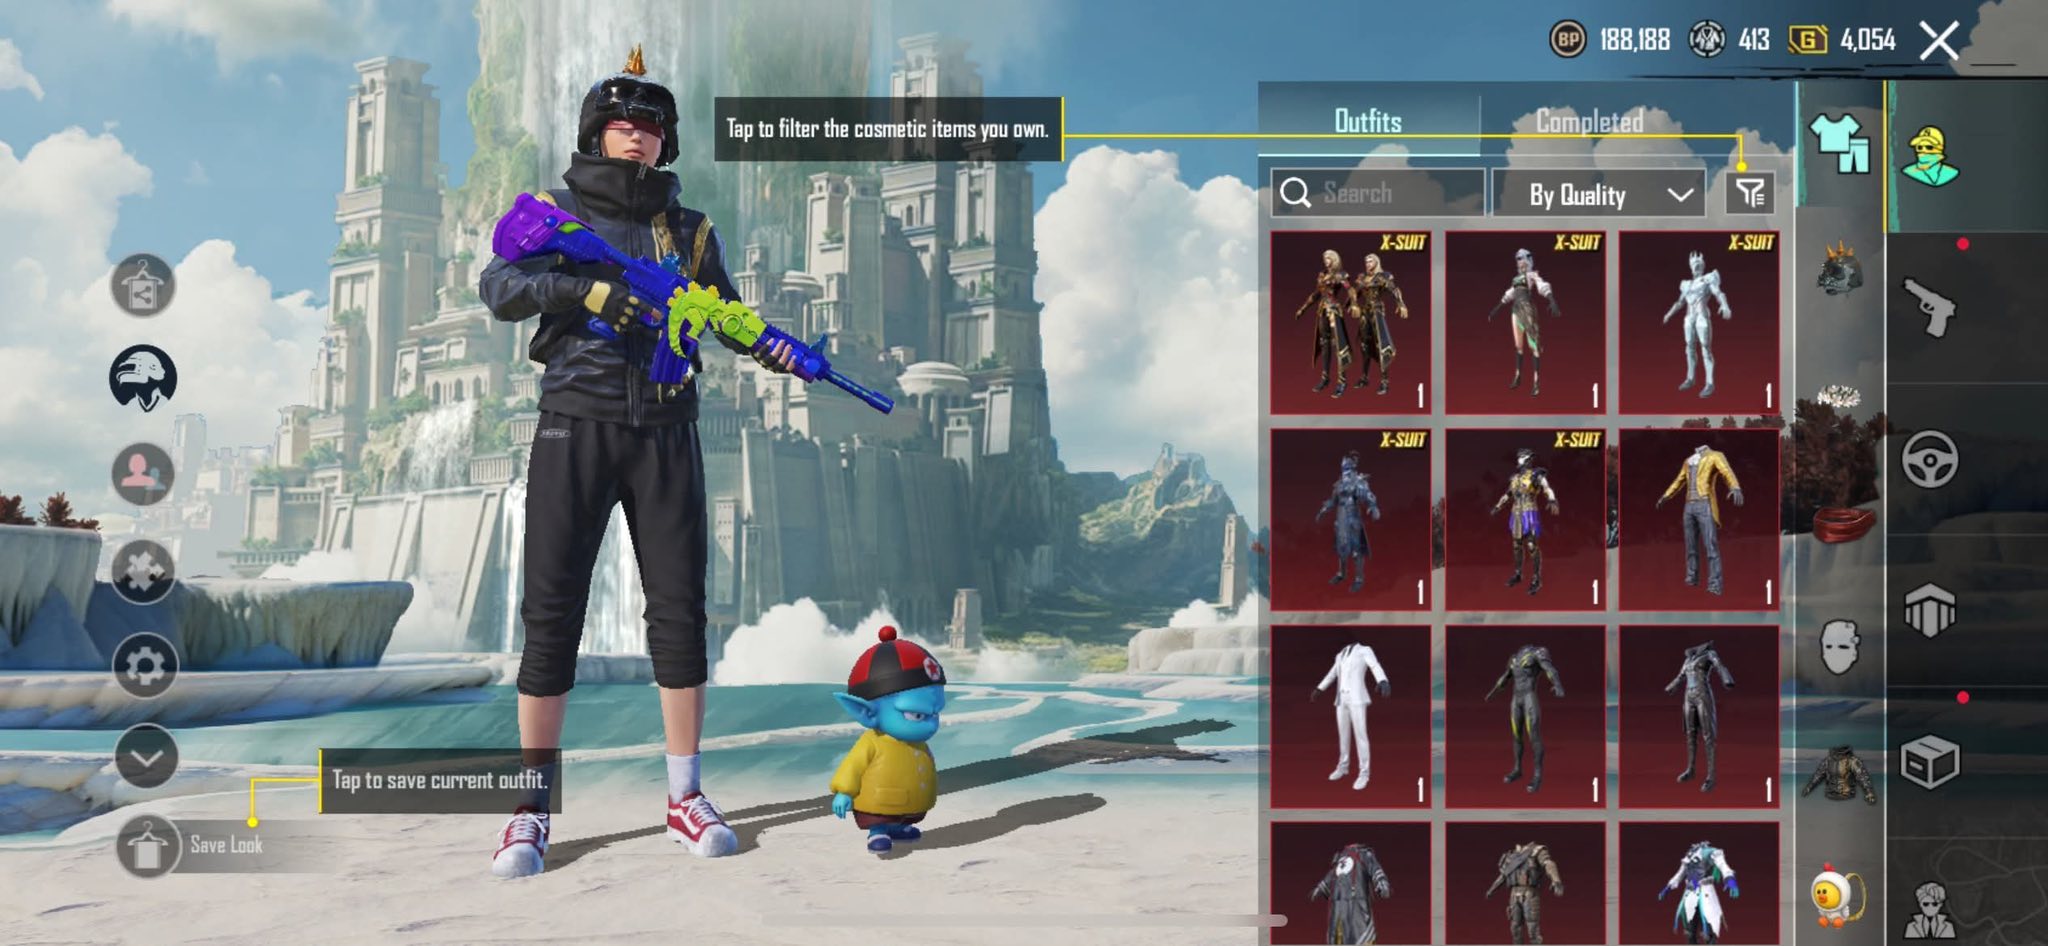 BP 188,188 413 G 4,054
Tap to filter the cosmetic items you own.
Outfits Completed
Search By Quality
X-SUIT X-SUIT X-SUIT
1 1 1
X-SUIT X-SUIT
1 1 1
1 1 1
Tap to save current outfit.
Save Look